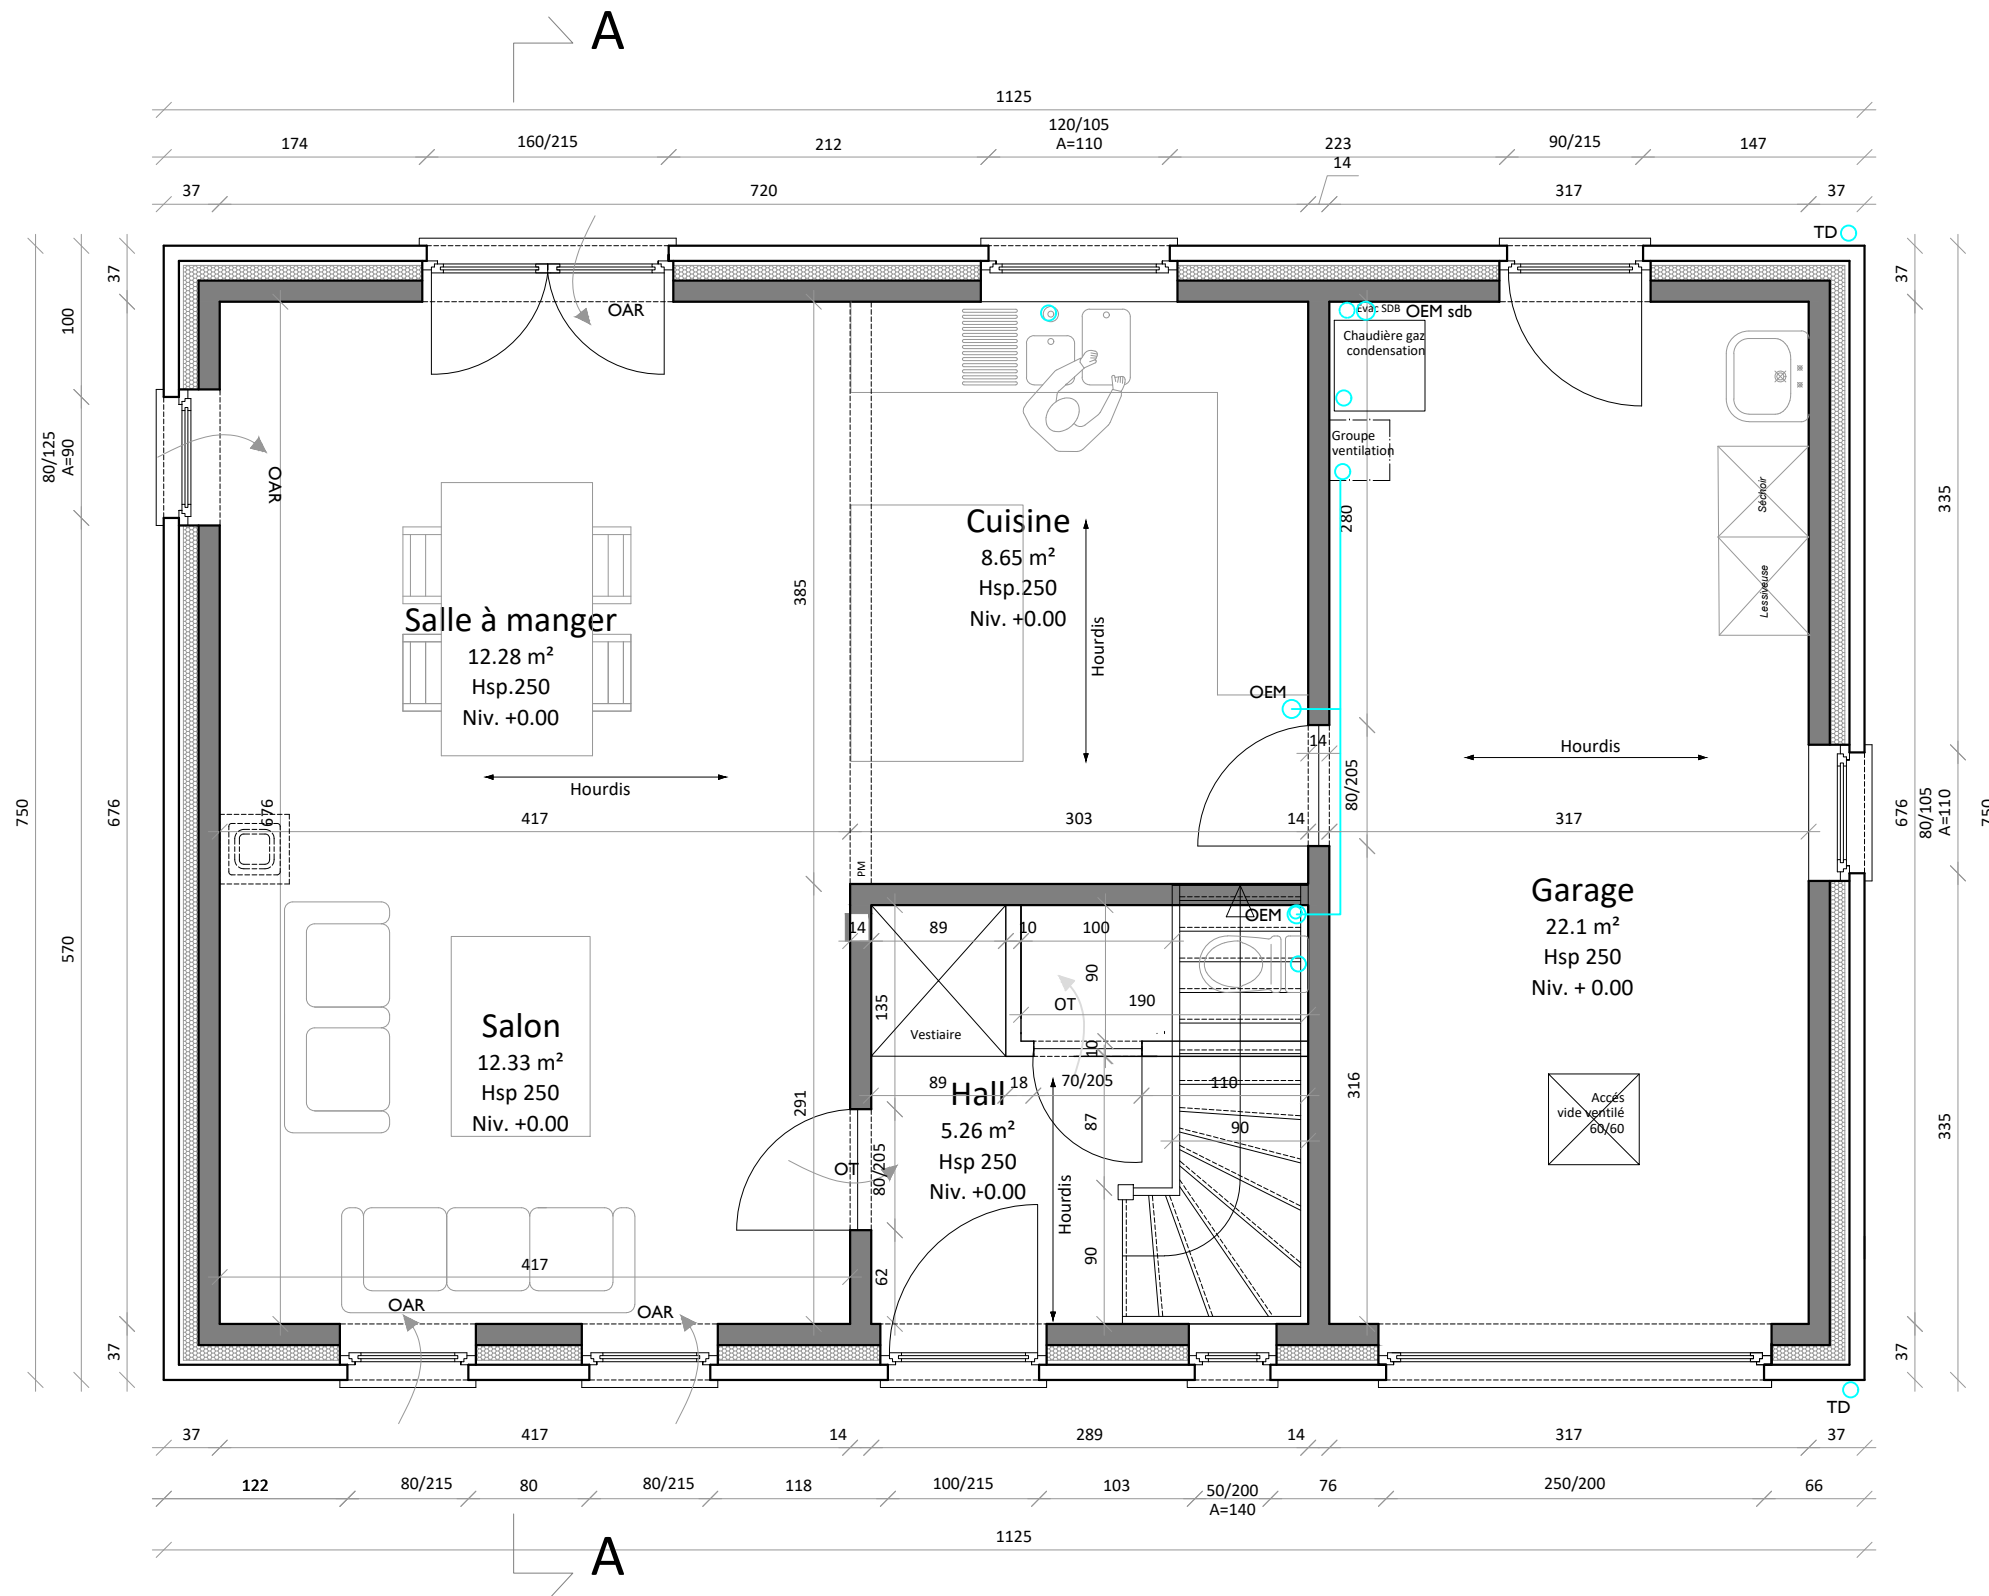 A
1125
174
160/215
212
120/105
A=110
223
90/215
147
14
37
720
317
37
TD
37
100
80/125
A=90
570
750
676
37
OAR
Evac SDB
OEM sdb
Chaudière gaz
condensation
Groupe
ventilation
280
Séchoir
Lessiveuse
37
335
676
80/105
A=110
750
335
37
OAR
Cuisine
8.65 m²
Hsp.250
Niv. +0.00
Hourdis
385
Salle à manger
12.28 m²
Hsp.250
Niv. +0.00
Hourdis
OEM
14
80/205
Hourdis
676
417
303
14
317
PM
Garage
22.1 m²
Hsp 250
Niv. + 0.00
14
89
10
100
OEM
90
135
OT
190
Vestiaire
10
Salon
12.33 m²
Hsp 250
Niv. +0.00
89
18
70/205
110
Hall
5.26 m²
Hsp 250
Niv. +0.00
291
87
90
316
Accés
vide ventilé
60/60
OT
80/205
Hourdis
90
62
417
OAR
OAR
TD
37
417
14
289
14
317
37
122
80/215
80
80/215
118
100/215
103
50/200
A=140
76
250/200
66
1125
A